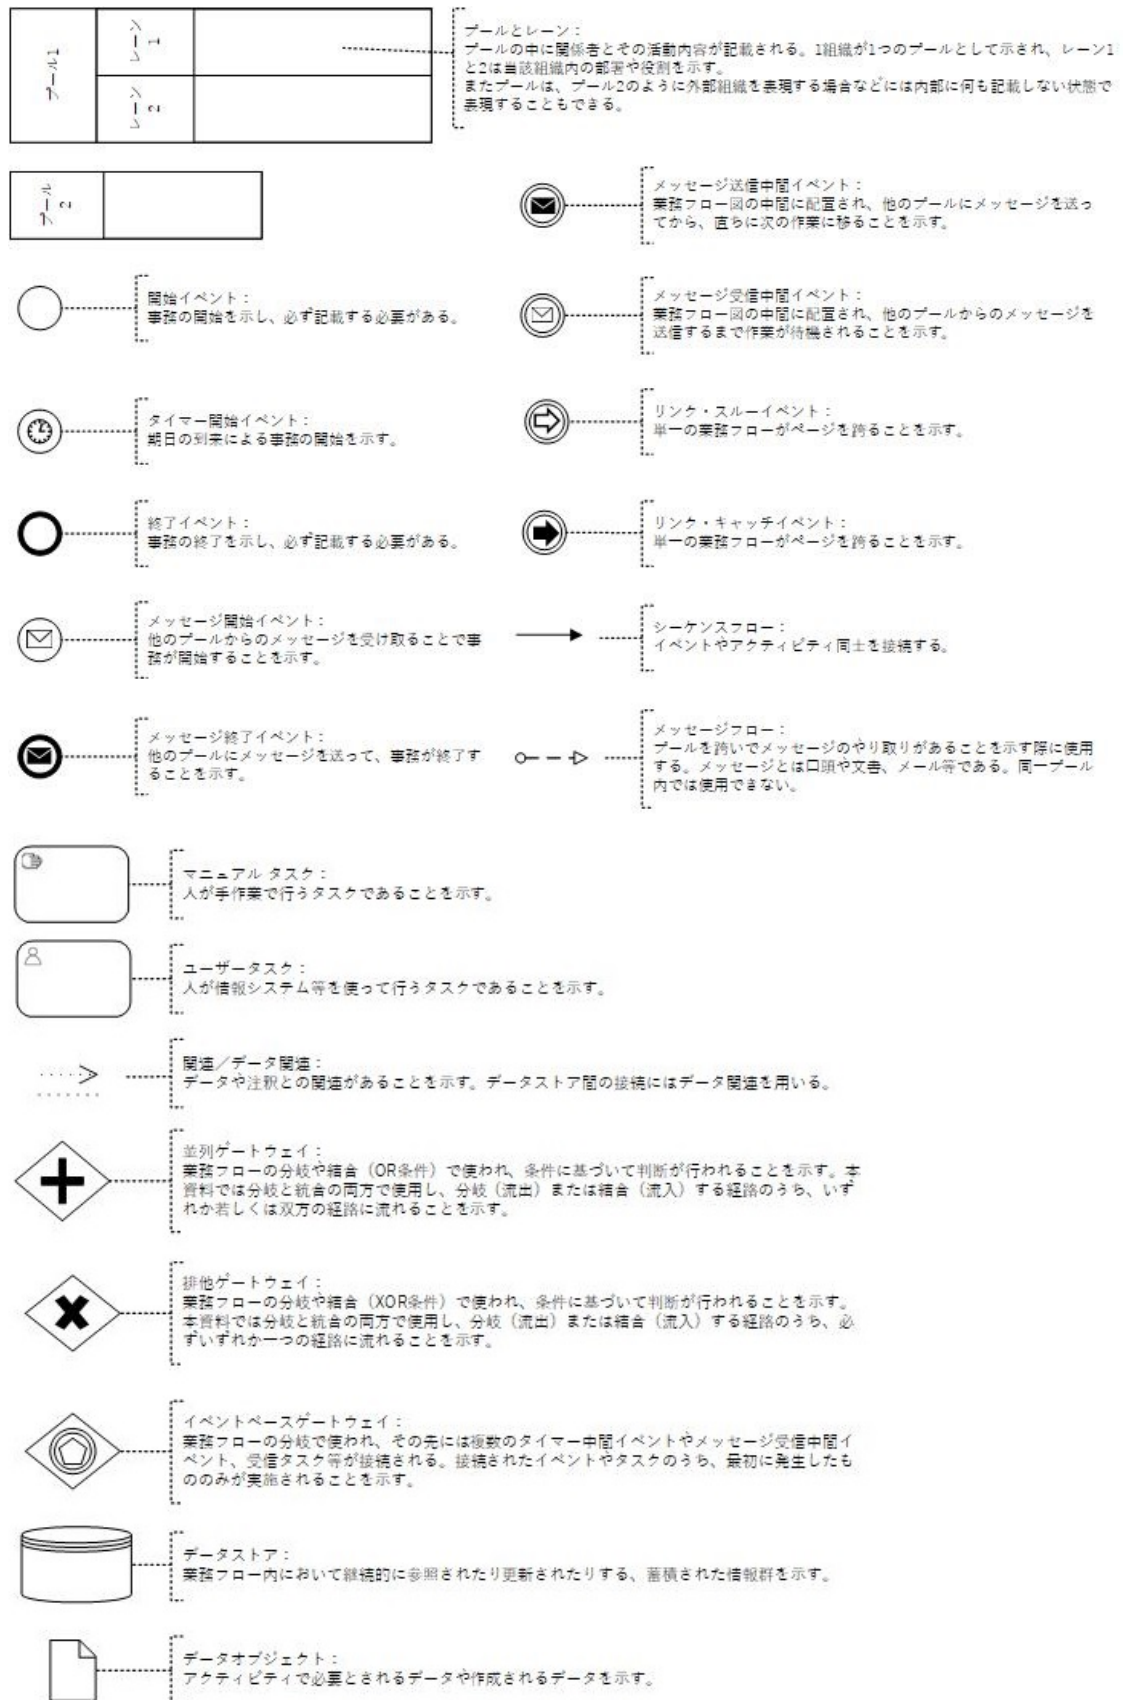 プール1
レーン1
レーン2
プールとレーン：
プールの中に関係者とその活動内容が記載される。1組織が1つのプールとして示され、レーン1
と2は当該組織内の部署や役割を示す。
またプールは、プール2のように外部組織を表現する場合などには内部に何も記載しない状態で
表現することもできる。
プール2
メッセージ送信中間イベント：
業務フロー図の中間に配置され、他のプールにメッセージを送っ
てから、直ちに次の作業に移ることを示す。
開始イベント：
事務の開始を示し、必ず記載する必要がある。
メッセージ受信中間イベント：
業務フロー図の中間に配置され、他のプールからのメッセージを
送信するまで作業が待機されることを示す。
タイマー開始イベント：
期日の到来による事務の開始を示す。
リンク・スルーイベント：
単一の業務フローがページを跨ることを示す。
終了イベント：
事務の終了を示し、必ず記載する必要がある。
リンク・キャッチイベント：
単一の業務フローがページを跨ることを示す。
メッセージ開始イベント：
他のプールからのメッセージを受け取ることで事
務が開始することを示す。
シーケンスフロー：
イベントやアクティビティ同士を接続する。
メッセージ終了イベント：
他のプールにメッセージを送って、事務が終了す
ることを示す。
メッセージフロー：
プールを跨いでメッセージのやり取りがあることを示す際に使用
する。メッセージとは口頭や文書、メール等である。同一プール
内では使用できない。
マニュアル タスク：
人が手作業で行うタスクであることを示す。
ユーザータスク：
人が情報システム等を使って行うタスクであることを示す。
関連／データ関連：
データや注釈との関連があることを示す。データストア間の接続にはデータ関連を用いる。
並列ゲートウェイ：
業務フローの分岐や結合（OR条件）で使われ、条件に基づいて判断が行われることを示す。本
資料では分岐と統合の両方で使用し、分岐（流出）または結合（流入）する経路のうち、いず
れか若しくは双方の経路に流れることを示す。
排他ゲートウェイ：
業務フローの分岐や結合（XOR条件）で使われ、条件に基づいて判断が行われることを示す。
本資料では分岐と統合の両方で使用し、分岐（流出）または結合（流入）する経路のうち、必
ずいずれか一つの経路に流れることを示す。
イベントベースゲートウェイ：
業務フローの分岐で使われ、その先には複数のタイマー中間イベントやメッセージ受信中間イ
ベント、受信タスク等が接続される。接続されたイベントやタスクのうち、最初に発生したも
ののみが実施されることを示す。
データストア：
業務フロー内において継続的に参照されたり更新されたりする、蓄積された情報群を示す。
データオブジェクト：
アクティビティで必要とされるデータや作成されるデータを示す。